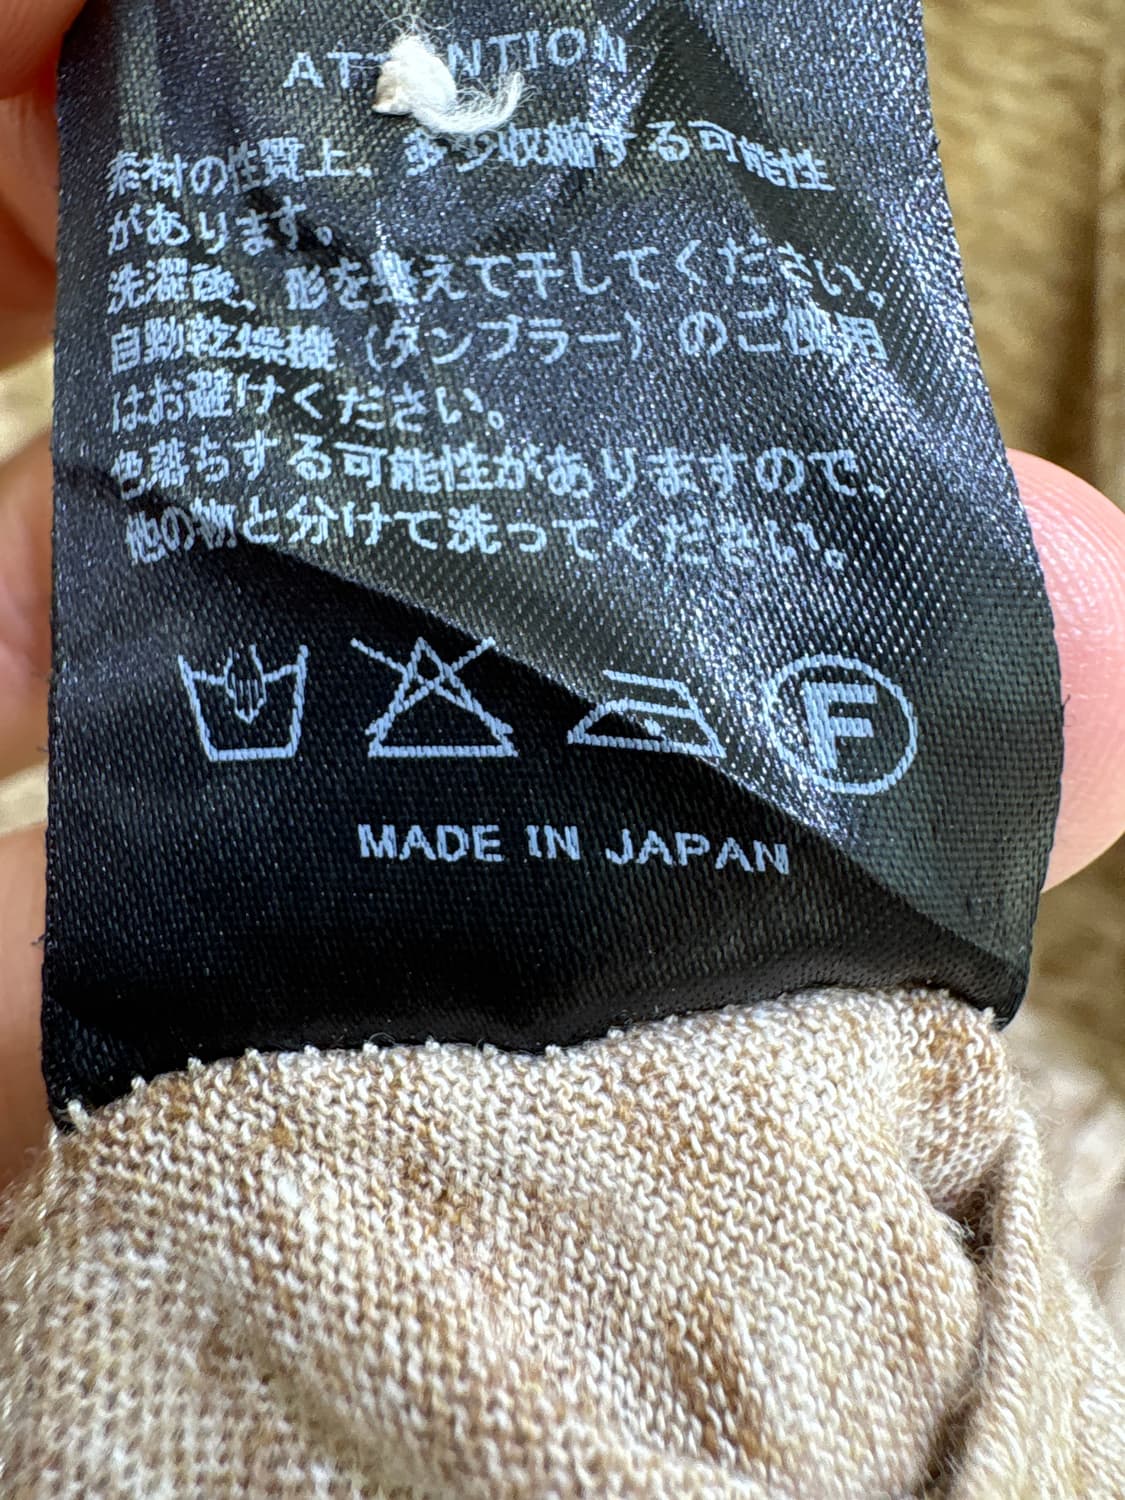 ATTENTION
素材の性質上、多少収縮する可能性
があります。
洗濯後、形を整えて干してください。
自動乾燥機（タンブラー）のご使用
はお避けください。
色落ちする可能性がありますので、
他の物と分けて洗ってください。
F
MADE IN JAPAN